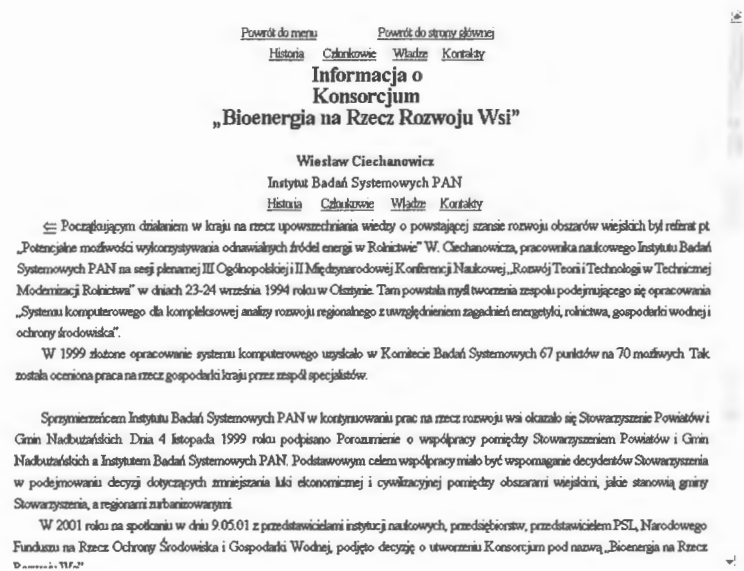 Powrót do menu Powrót do strony głównej
Historia Członkowie Władze Kontakty
Informacja o
Konsorcjum
„Bioenergia na Rzecz Rozwoju Wsi”
Wiesław Ciechanowicz
Instytut Badań Systemowych PAN
Historia Członkowie Władze Kontakty
⇐ Początkującym działaniem w kraju na rzecz upowszechniania wiedzy o powstającej szansie rozwoju obszarów wiejskich był referat pt.
„Potencjalne możliwości wykorzystywania odnawialnych źródeł energi w Rolnictwie” W. Ciechanowicza, pracownika naukowego Instytutu Badań
Systemowych PAN na sesji plenarnej III Ogólnopolskiej i II Międzynarodowej Konferencji Naukowej „Rozwój Teorii i Technologi w Technicznej
Modernizacji Rolnictwa” w dniach 23-24 września 1994 roku w Olsztynie. Tam powstała myśl tworzenia zespołu podejmującego się opracowania
„Systemu komputerowego dla kompleksowej analizy rozwoju regionalnego z uwzględnieniem zagadnień energetyki, rolnictwa, gospodarki wodnej i
ochrony środowiska”.
W 1999 złożone opracowanie systemu komputerowego uzyskało w Komitecie Badań Systemowych 67 punktów na 70 możliwych. Tak
została oceniona praca na rzecz gospodarki kraju przez zespół specjalistów.
Sprzymierzeńcem Instytutu Badań Systemowych PAN w kontynuowaniu prac na rzecz rozwoju wsi okazało się Stowarzyszenie Powiatów i
Gmin Nadbużańskich. Dnia 4 listopada 1999 roku podpisano Porozumienie o współpracy pomiędzy Stowarzyszeniem Powiatów i Gmin
Nadbużańskich a Instytutem Badań Systemowych PAN. Podstawowym celem współpracy miało być wspomaganie decydentów Stowarzyszenia
w podejmowaniu decyzji dotyczących zmniejszania luki ekonomicznej i cywilizacyjnej pomiędzy obszarami wiejskimi, jakie stanowią gminy
Stowarzyszenia, a regionami zurbanizowanymi.
W 2001 roku na spotkaniu w dniu 9.05.01 z przedstawicielami instytucji naukowych, przedsiębiorstw, przedstawicielem PSL, Narodowego
Funduszu na Rzecz Ochrony Środowiska i Gospodarki Wodnej, podjęto decyzję o utworzeniu Konsorcjum pod nazwą „Bioenergia na Rzecz
Rozwoju Wsi”